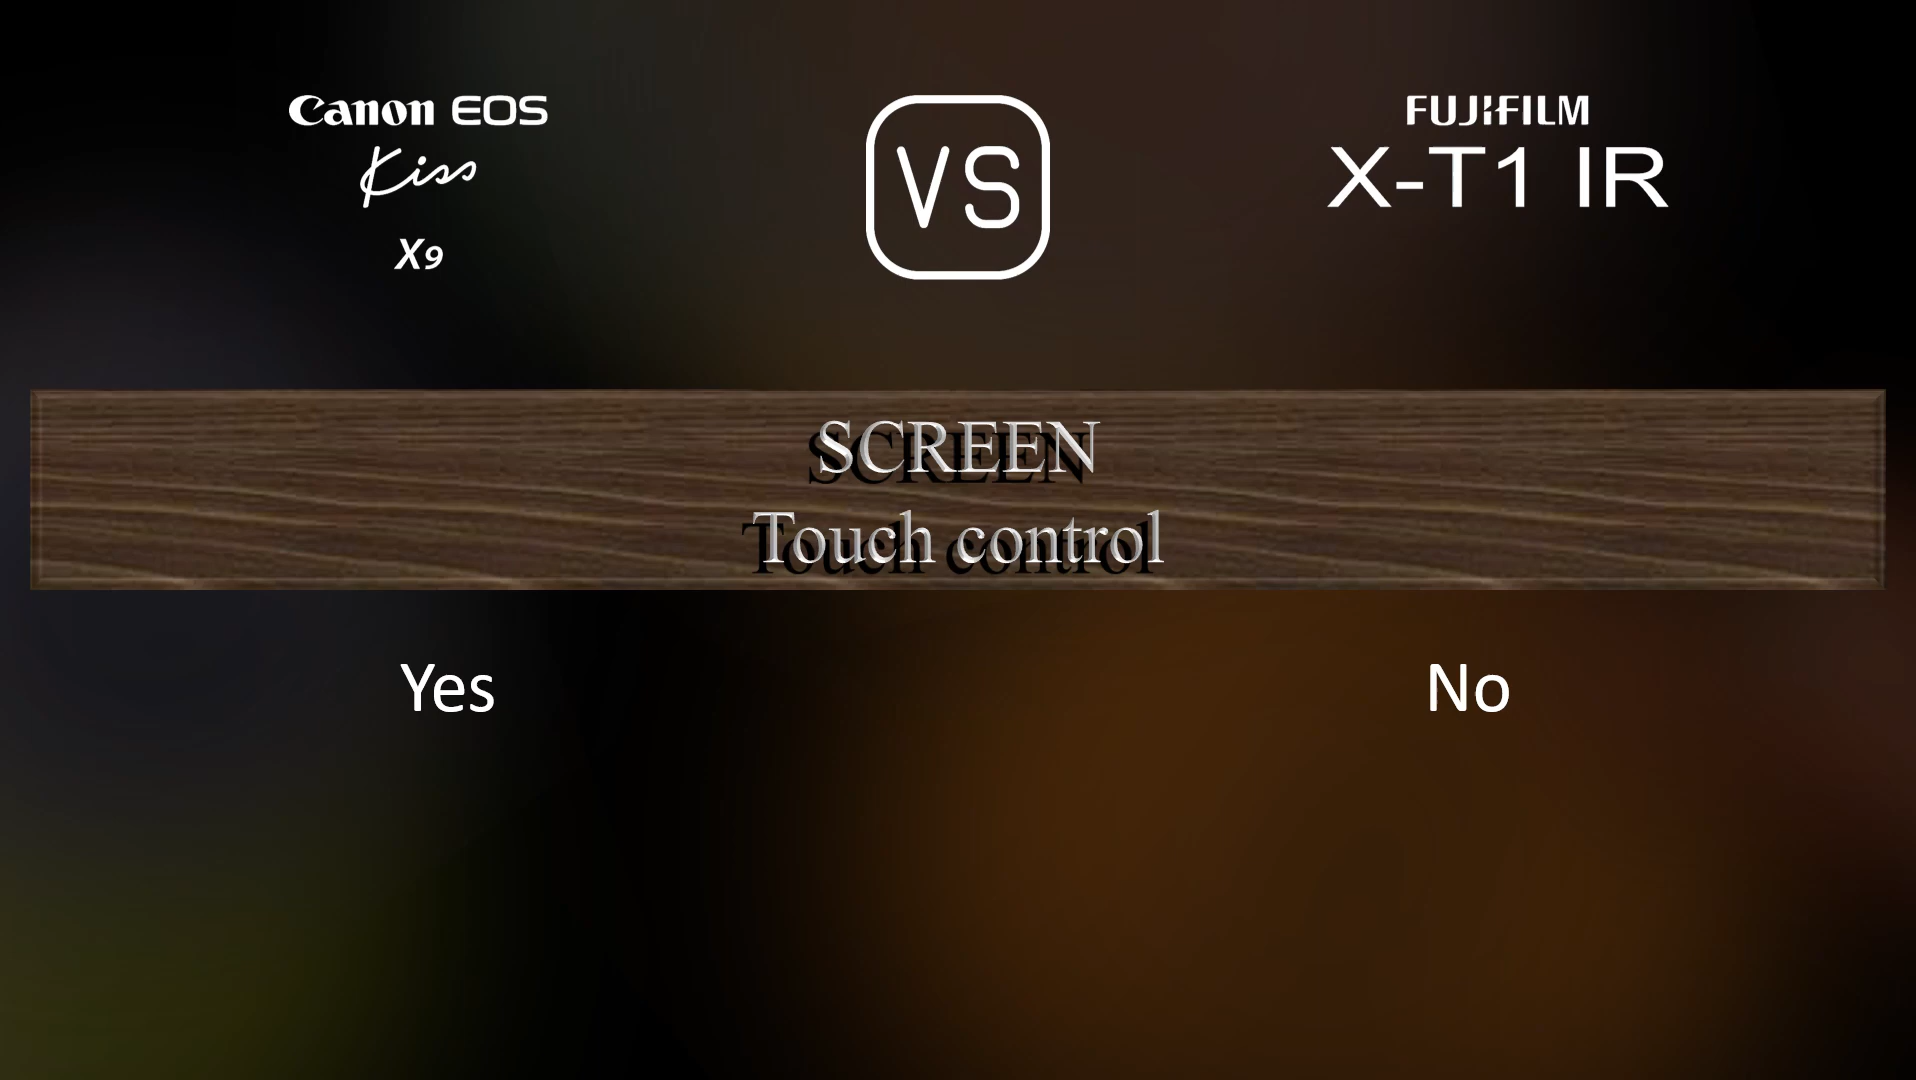 Canon EOS
Kiss
X9
VS
FUJIFILM
X-T1 IR
SCREEN
Touch control
Yes
No